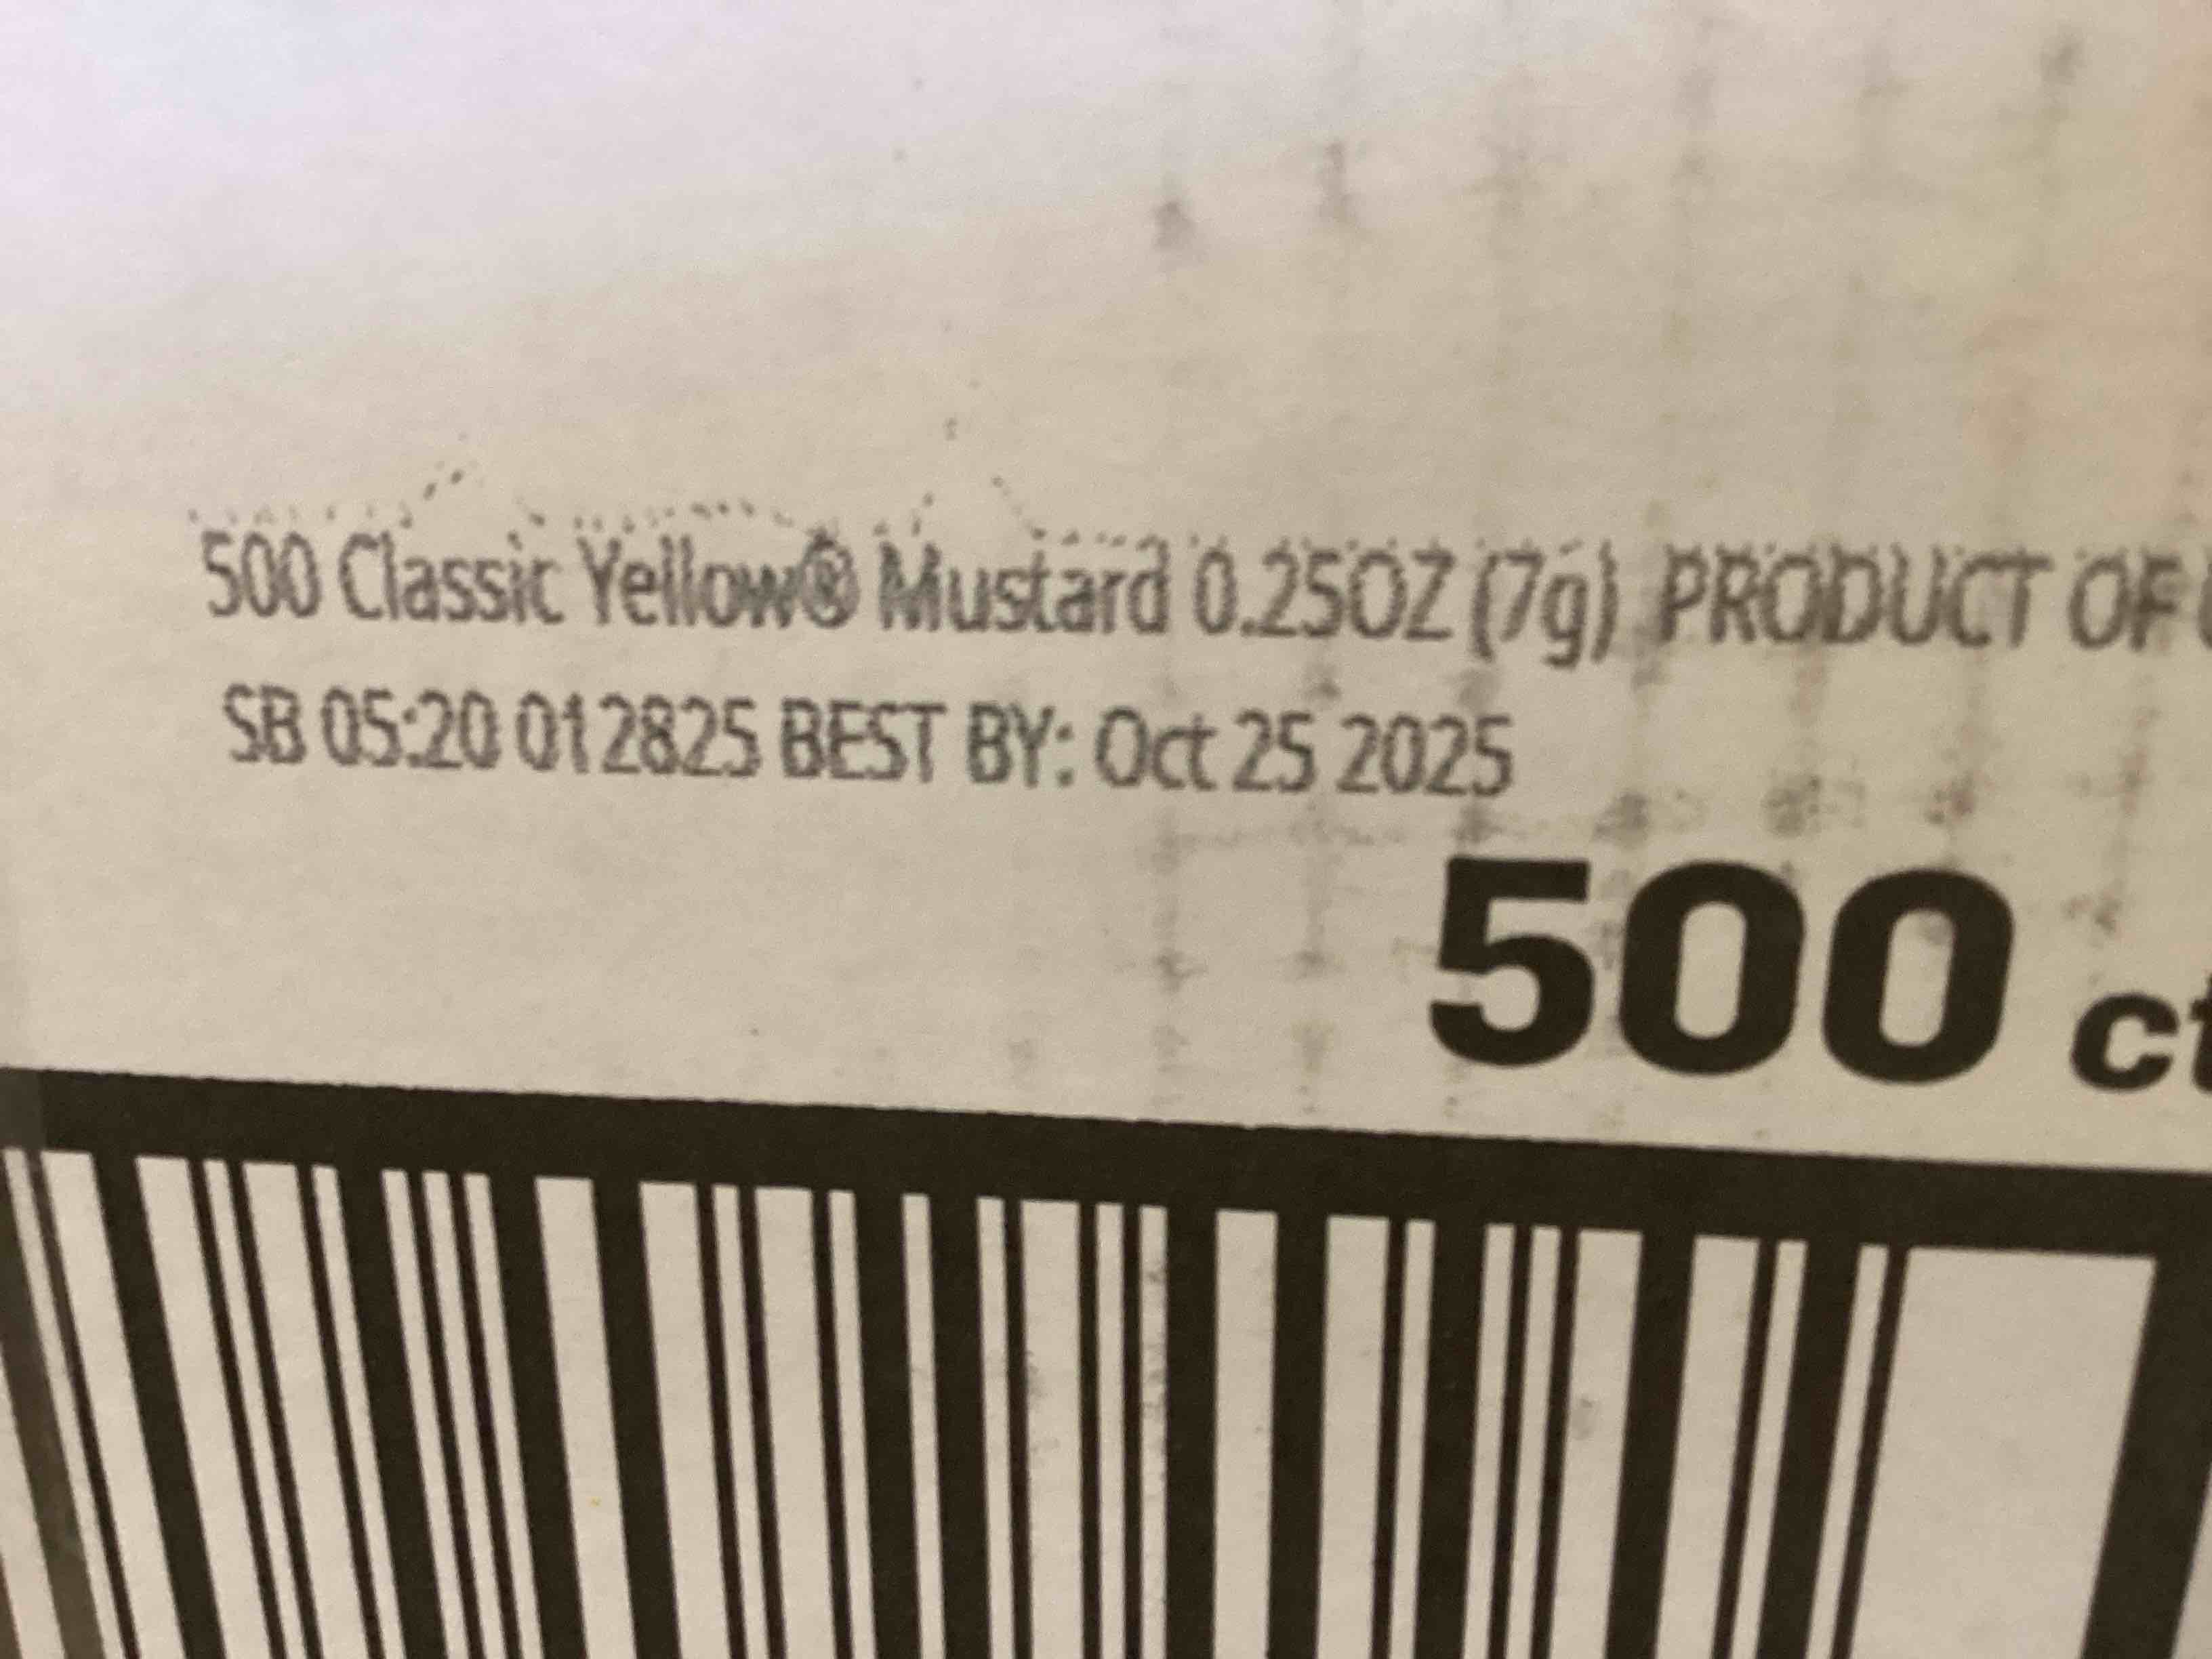 500 Classic Yellow® Mustard 0.25OZ (7g) PRODUCT OF
SB 05:20 012825 BEST BY: Oct 25 2025
500 ct